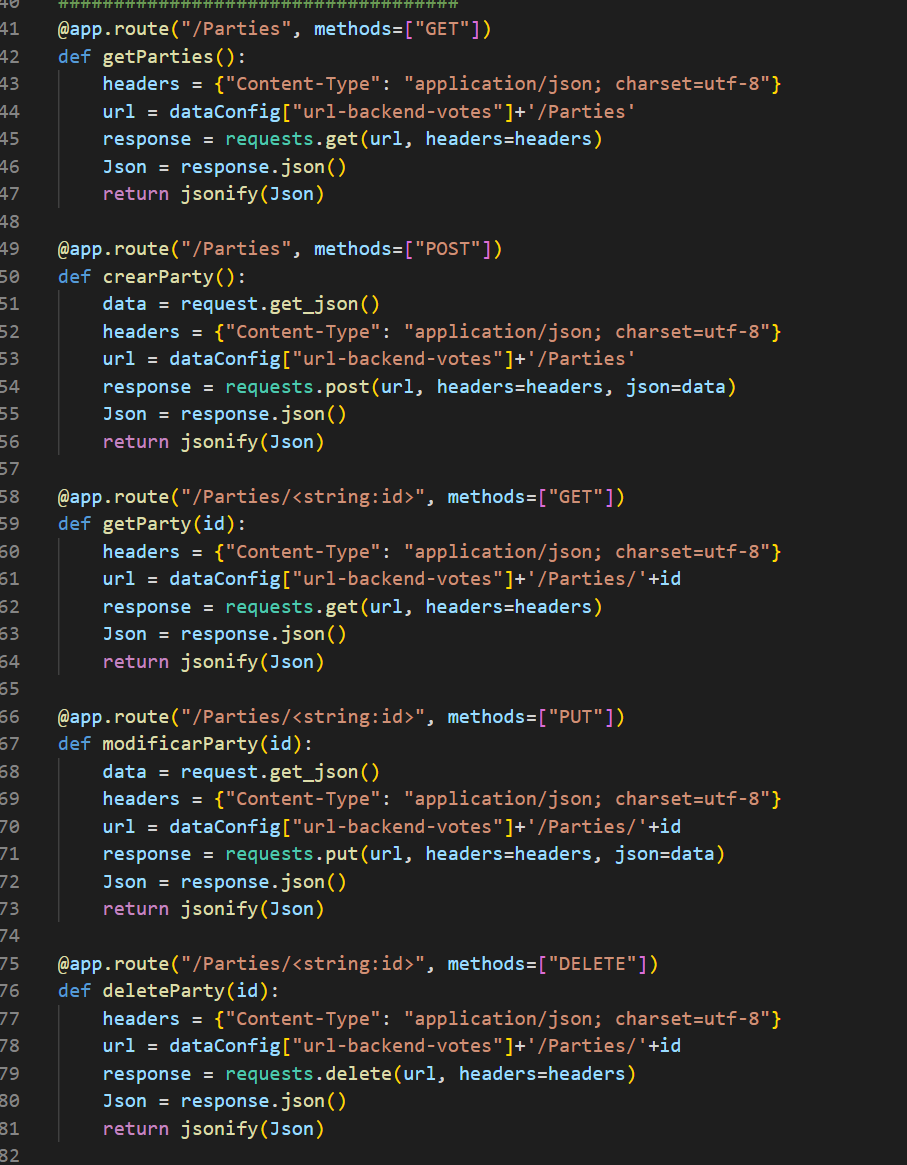 40 ####################################
41 @app.route("/Parties", methods=["GET"])
42 def getParties():
43     headers = {"Content-Type": "application/json; charset=utf-8"}
44     url = dataConfig["url-backend-votes"]+'/Parties'
45     response = requests.get(url, headers=headers)
46     Json = response.json()
47     return jsonify(Json)
48
49 @app.route("/Parties", methods=["POST"])
50 def crearParty():
51     data = request.get_json()
52     headers = {"Content-Type": "application/json; charset=utf-8"}
53     url = dataConfig["url-backend-votes"]+'/Parties'
54     response = requests.post(url, headers=headers, json=data)
55     Json = response.json()
56     return jsonify(Json)
57
58 @app.route("/Parties/<string:id>", methods=["GET"])
59 def getParty(id):
60     headers = {"Content-Type": "application/json; charset=utf-8"}
61     url = dataConfig["url-backend-votes"]+'/Parties/'+id
62     response = requests.get(url, headers=headers)
63     Json = response.json()
64     return jsonify(Json)
65
66 @app.route("/Parties/<string:id>", methods=["PUT"])
67 def modificarParty(id):
68     data = request.get_json()
69     headers = {"Content-Type": "application/json; charset=utf-8"}
70     url = dataConfig["url-backend-votes"]+'/Parties/'+id
71     response = requests.put(url, headers=headers, json=data)
72     Json = response.json()
73     return jsonify(Json)
74
75 @app.route("/Parties/<string:id>", methods=["DELETE"])
76 def deleteParty(id):
77     headers = {"Content-Type": "application/json; charset=utf-8"}
78     url = dataConfig["url-backend-votes"]+'/Parties/'+id
79     response = requests.delete(url, headers=headers)
80     Json = response.json()
81     return jsonify(Json)
82